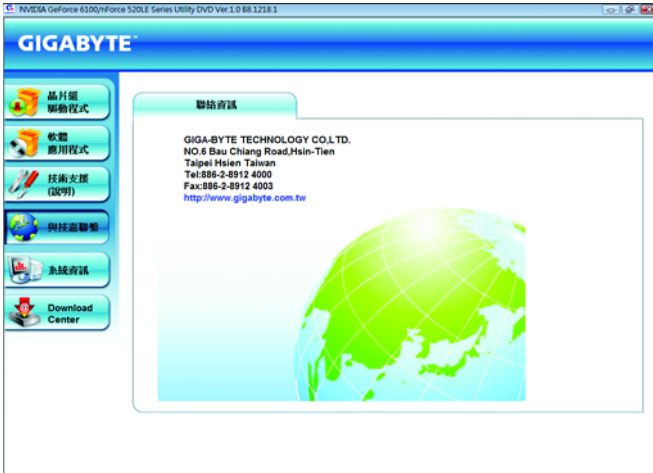 NVIDIA GeForce 6100/nForce 520LE Series Utility DVD Ver.1.0 B8.1218.1
GIGABYTE™
晶片組
驅動程式
軟體
應用程式
技術支援
(說明)
與技嘉聯繫
系統資訊
Download
Center
聯絡資訊
GIGA-BYTE TECHNOLOGY CO,LTD.
NO.6 Bau Chiang Road,Hsin-Tien
Taipei Hsien Taiwan
Tel:886-2-8912 4000
Fax:886-2-8912 4003
http://www.gigabyte.com.tw